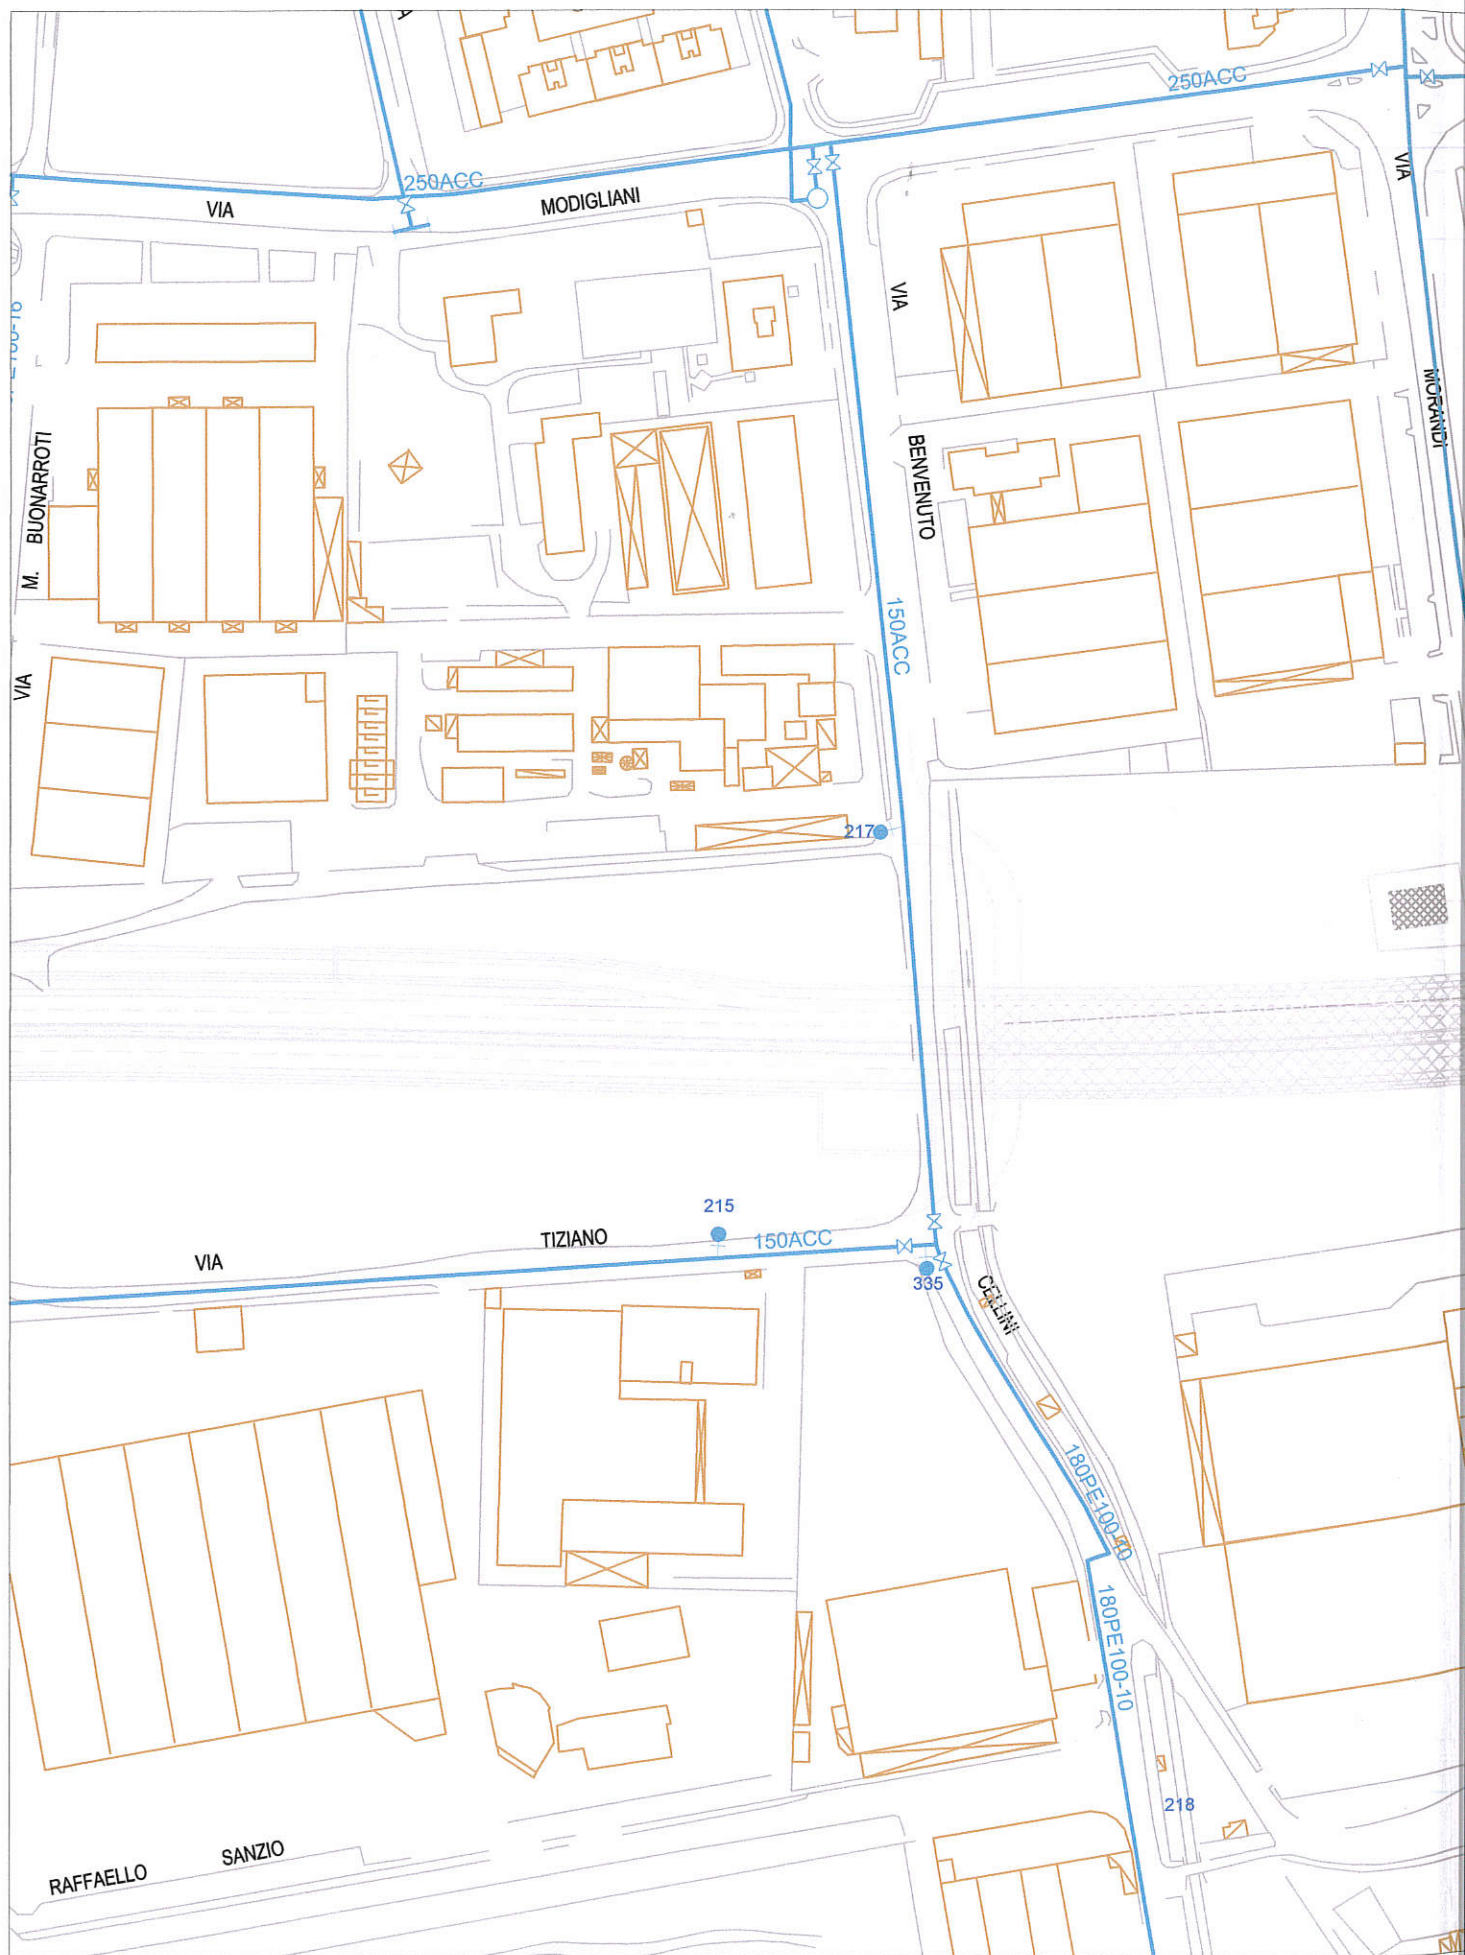 250ACC
VIA
250ACC
VIA
MODIGLIANI
VIA
MORANDI
M. BUONARROTI
VIA
BENVENUTO
150ACC
VIA
217
215
150ACC
TIZIANO
VIA
335
CELLINI
180PE100-10
180PE100-10
218
SANZIO
RAFFAELLO